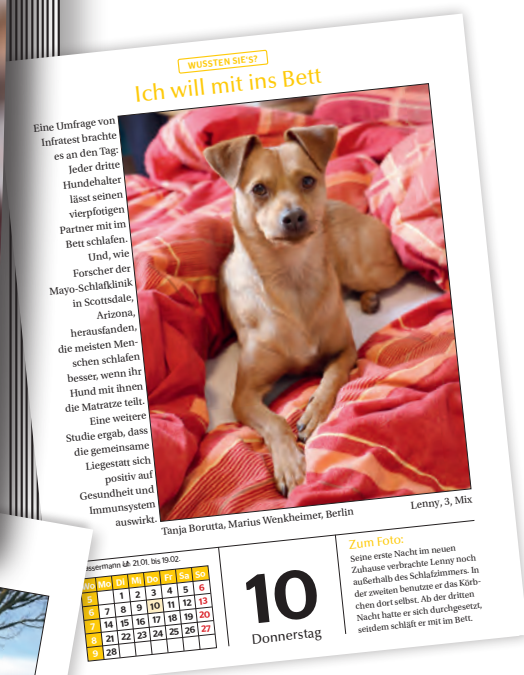 WUSSTEN SIE'S?
Ich will mit ins Bett
Eine Umfrage von
Infratest brachte
es an den Tag:
Jeder dritte
Hundehalter
lässt seinen
vierpfotigen
Partner mit im
Bett schlafen.
Und, wie
Forscher der
Mayo-Schlafklinik
in Scottsdale,
Arizona,
herausfanden,
die meisten Men-
schen schlafen
besser, wenn ihr
Hund mit ihnen
die Matratze teilt.
Eine weitere
Studie ergab, dass
die gemeinsame
Liegestatt sich
positiv auf
Gesundheit und
Immunsystem
auswirkt.
Tanja Borutta, Marius Wenkheimer, Berlin
Lenny, 3, Mix
assermann 21.01. bis 19.02.
Wo Mo Di Mi Do Fr Sa So
5 1 2 3 4 5 6
6 7 8 9 10 11 12 13
7 14 15 16 17 18 19 20
8 21 22 23 24 25 26 27
9 28
10
Donnerstag
Zum Foto:
Seine erste Nacht im neuen
Zuhause verbrachte Lenny noch
außerhalb des Schlafzimmers. In
der zweiten benutzte er das Körb-
chen dort selbst. Ab der dritten
Nacht hatte er sich durchgesetzt,
seitdem schläft er mit im Bett.